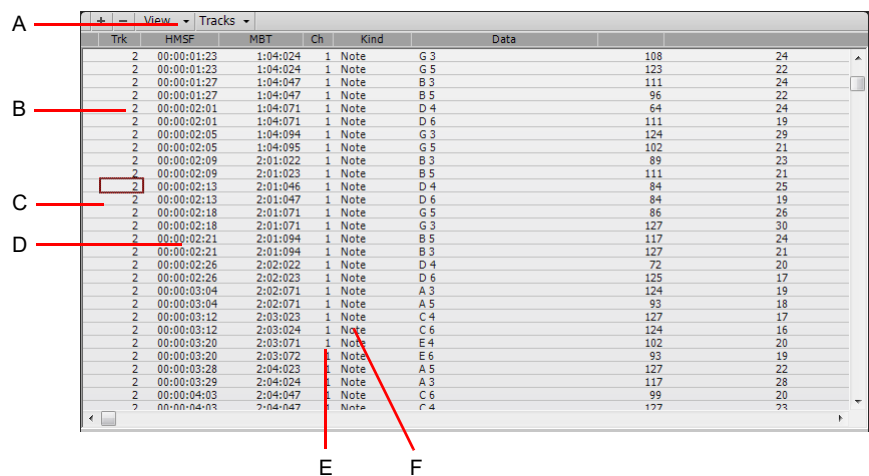 A
+ − View Tracks
Trk HMSF MBT Ch Kind Data
2 00:00:01:23 1:04:024 1 Note G 3 108 24
2 00:00:01:23 1:04:024 1 Note G 5 123 22
2 00:00:01:27 1:04:047 1 Note B 3 111 24
2 00:00:01:27 1:04:047 1 Note B 5 96 22
B
2 00:00:02:01 1:04:071 1 Note D 4 64 24
2 00:00:02:01 1:04:071 1 Note D 6 111 19
2 00:00:02:05 1:04:094 1 Note G 3 124 29
2 00:00:02:05 1:04:095 1 Note G 5 102 21
2 00:00:02:09 2:01:022 1 Note B 3 89 23
2 00:00:02:09 2:01:023 1 Note B 5 111 21
2 00:00:02:13 2:01:046 1 Note D 4 84 25
C
2 00:00:02:13 2:01:047 1 Note D 6 84 19
2 00:00:02:18 2:01:071 1 Note G 5 86 26
2 00:00:02:18 2:01:071 1 Note G 3 127 30
D
2 00:00:02:21 2:01:094 1 Note B 5 117 24
2 00:00:02:21 2:01:094 1 Note B 3 127 21
2 00:00:02:26 2:02:022 1 Note D 4 72 20
2 00:00:02:26 2:02:023 1 Note D 6 125 17
2 00:00:03:04 2:02:071 1 Note A 3 124 19
2 00:00:03:04 2:02:071 1 Note A 5 93 18
2 00:00:03:12 2:03:023 1 Note C 4 127 17
2 00:00:03:12 2:03:024 1 Note C 6 124 16
2 00:00:03:20 2:03:071 1 Note E 4 102 20
2 00:00:03:20 2:03:072 1 Note E 6 93 19
2 00:00:03:28 2:04:023 1 Note A 5 127 22
2 00:00:03:29 2:04:024 1 Note A 3 117 28
2 00:00:04:03 2:04:047 1 Note C 6 99 20
2 00:00:04:03 2:04:047 1 Note C 4 127 23
E F